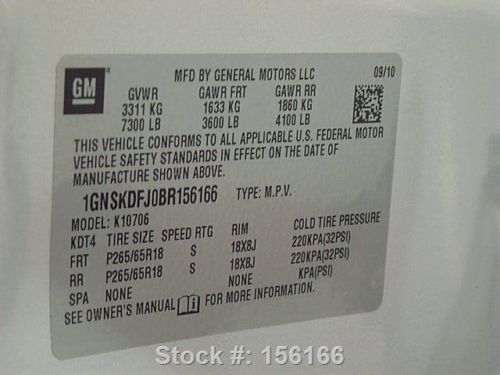 GM
MFD BY GENERAL MOTORS LLC 09/10
GVWR GAWR FRT GAWR RR
3311 KG 1633 KG 1860 KG
7300 LB 3600 LB 4100 LB
THIS VEHICLE CONFORMS TO ALL APPLICABLE U.S. FEDERAL MOTOR
VEHICLE SAFETY STANDARDS IN EFFECT ON THE DATE OF
MANUFACTURE SHOWN ABOVE.
1GNSKDFJ0BR156166 TYPE: M.P.V.
MODEL: K10706
KDT4 TIRE SIZE SPEED RTG RIM COLD TIRE PRESSURE
FRT P265/65R18 S 18X8J 220KPA(32PSI)
RR P265/65R18 S 18X8J 220KPA(32PSI)
SPA NONE NONE KPA(PSI)
SEE OWNER'S MANUAL i FOR MORE INFORMATION.
Stock #: 156166